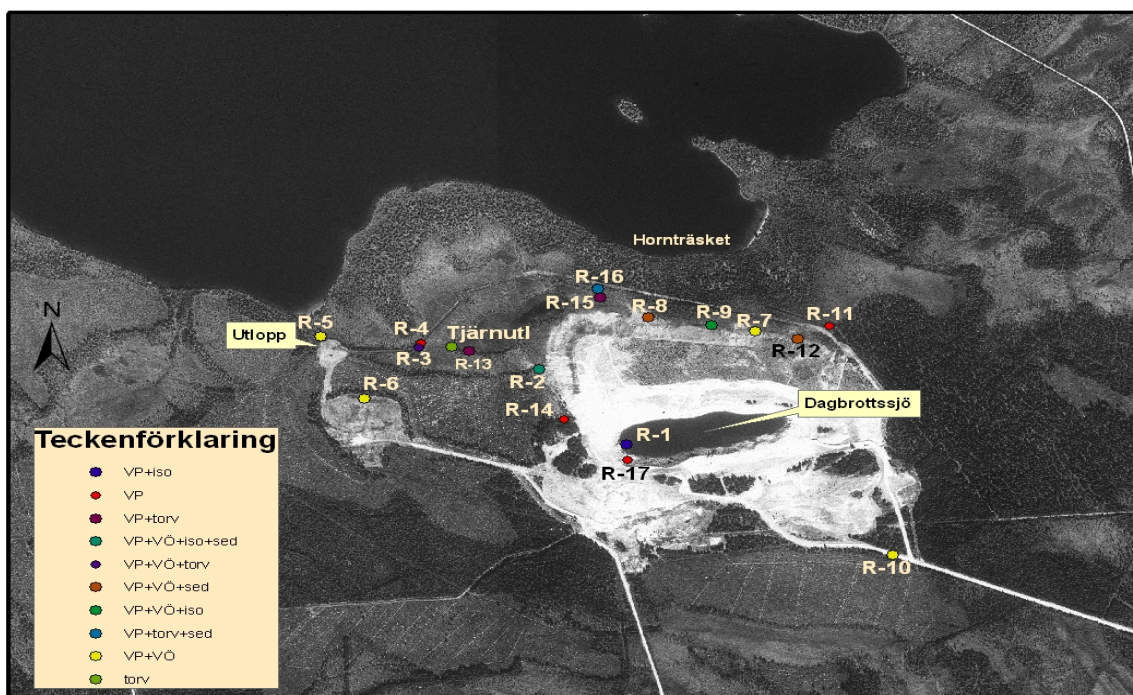 Hornträsket
R-16
R-15
R-8
R-9
R-7
R-11
R-12
N
Utlopp
R-5
R-4
R-3
Tjärnutl
R-13
R-2
R-6
R-14
Dagbrottssjö
R-1
R-17
R-10
Teckenförklaring
VP+iso
VP
VP+torv
VP+VÖ+iso+sed
VP+VÖ+torv
VP+VÖ+sed
VP+VÖ+iso
VP+torv+sed
VP+VÖ
torv